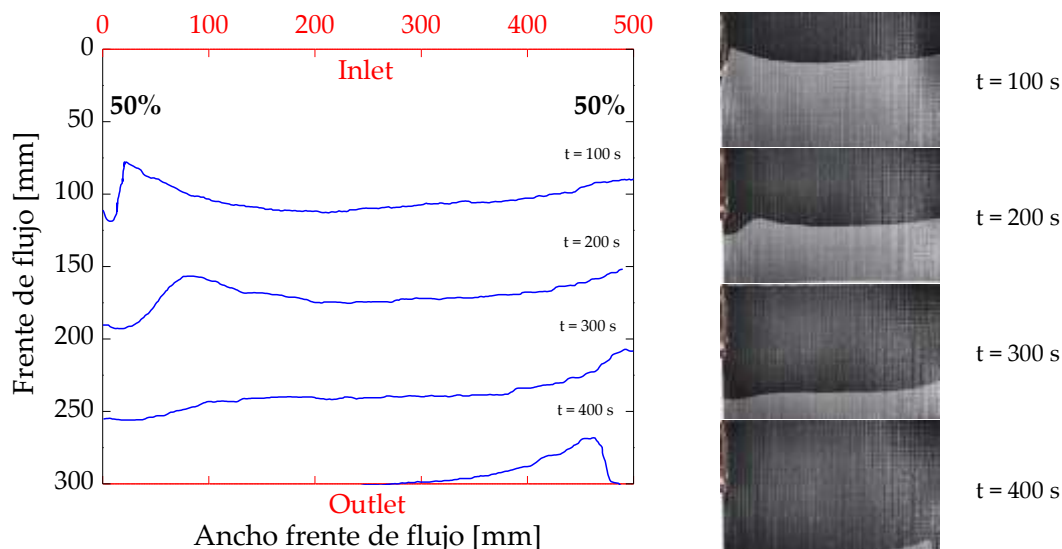 0 100 200 300 400 500
Inlet
50% 50%
0
50
100
150
200
250
300
Frente de flujo [mm]
t = 100 s
t = 200 s
t = 300 s
t = 400 s
Outlet
Ancho frente de flujo [mm]
t = 100 s
t = 200 s
t = 300 s
t = 400 s